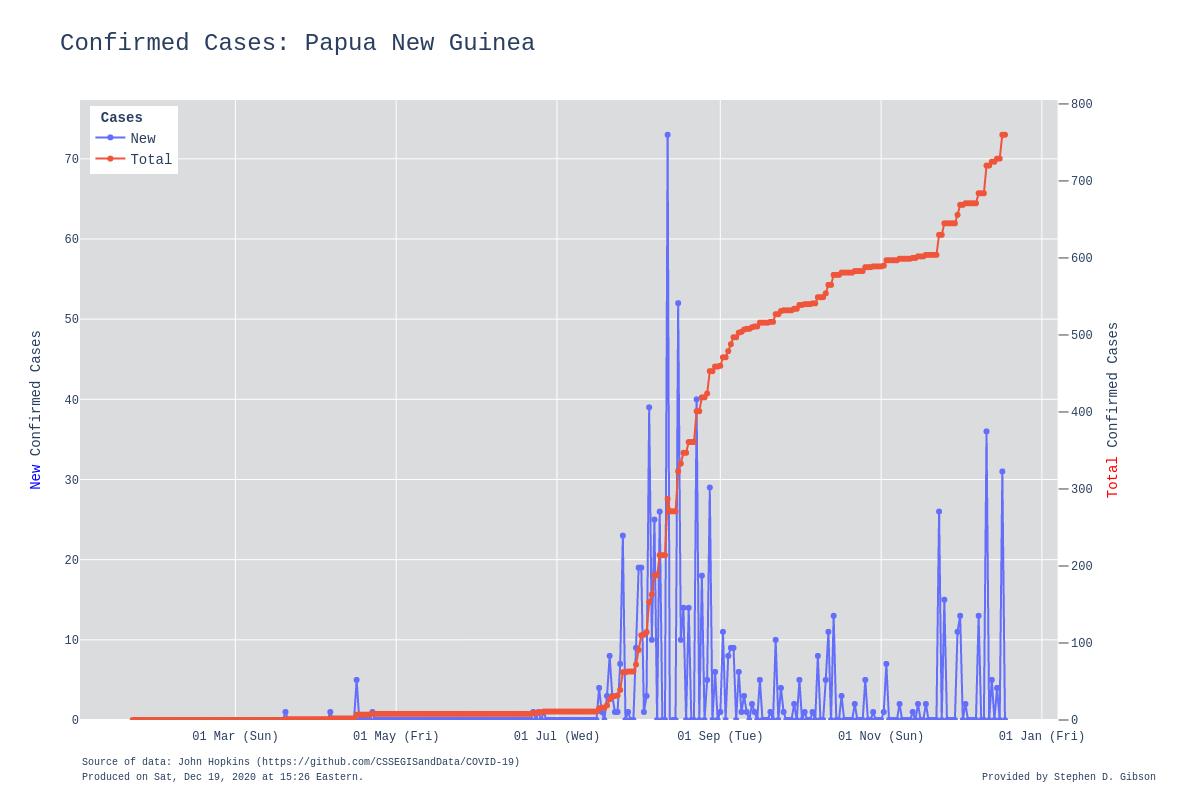 Confirmed Cases: Papua New Guinea
Cases
New
Total
70
60
50
40
30
20
10
0
New Confirmed Cases
800
700
600
500
400
300
200
100
0
Total Confirmed Cases
01 Mar (Sun)
01 May (Fri)
01 Jul (Wed)
01 Sep (Tue)
01 Nov (Sun)
01 Jan (Fri)
Source of data: John Hopkins (https://github.com/CSSEGISandData/COVID-19)
Produced on Sat, Dec 19, 2020 at 15:26 Eastern.
Provided by Stephen D. Gibson